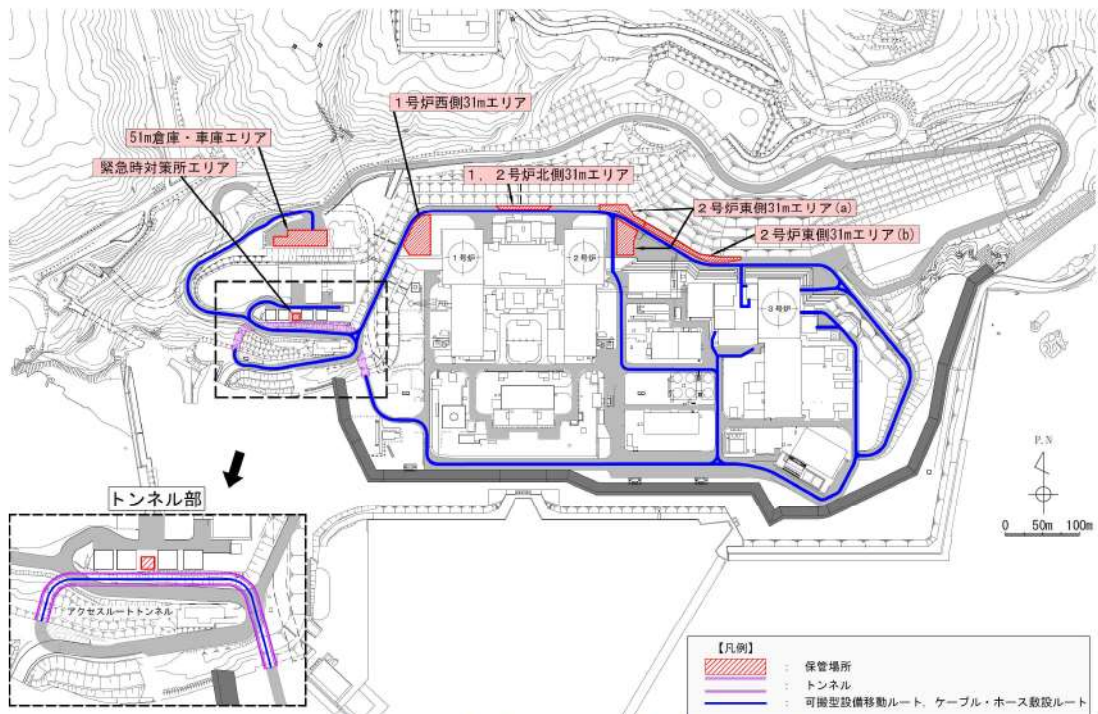 1号炉西側31mエリア
51m倉庫・車庫エリア
緊急時対策所エリア
1,2号炉北側31mエリア
2号炉東側31mエリア(a)
2号炉東側31mエリア(b)
1号炉
2号炉
3号炉
P.N
0 50m 100m
トンネル部
アクセスルートトンネル
【凡例】
: 保管場所
: トンネル
: 可搬型設備移動ルート,ケーブル・ホース敷設ルート